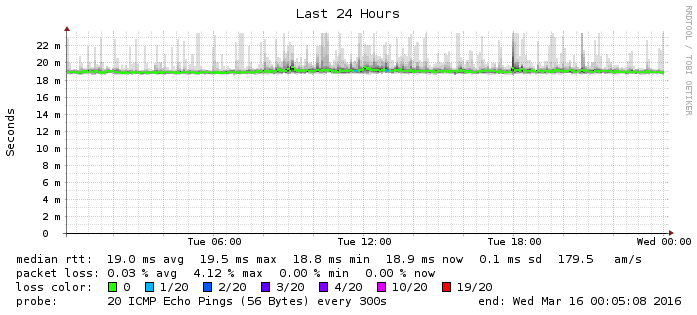 Last 24 Hours
RRDTOOL / TOBI OETIKER
Seconds
22 m
20 m
18 m
16 m
14 m
12 m
10 m
8 m
6 m
4 m
2 m
0
Tue 06:00 Tue 12:00 Tue 18:00 Wed 00:00
median rtt: 19.0 ms avg 19.5 ms max 18.8 ms min 18.9 ms now 0.1 ms sd 179.5 am/s
packet loss: 0.03 % avg 4.12 % max 0.00 % min 0.00 % now
loss color: 0 1/20 2/20 3/20 4/20 10/20 19/20
probe: 20 ICMP Echo Pings (56 Bytes) every 300s end: Wed Mar 16 00:05:08 2016